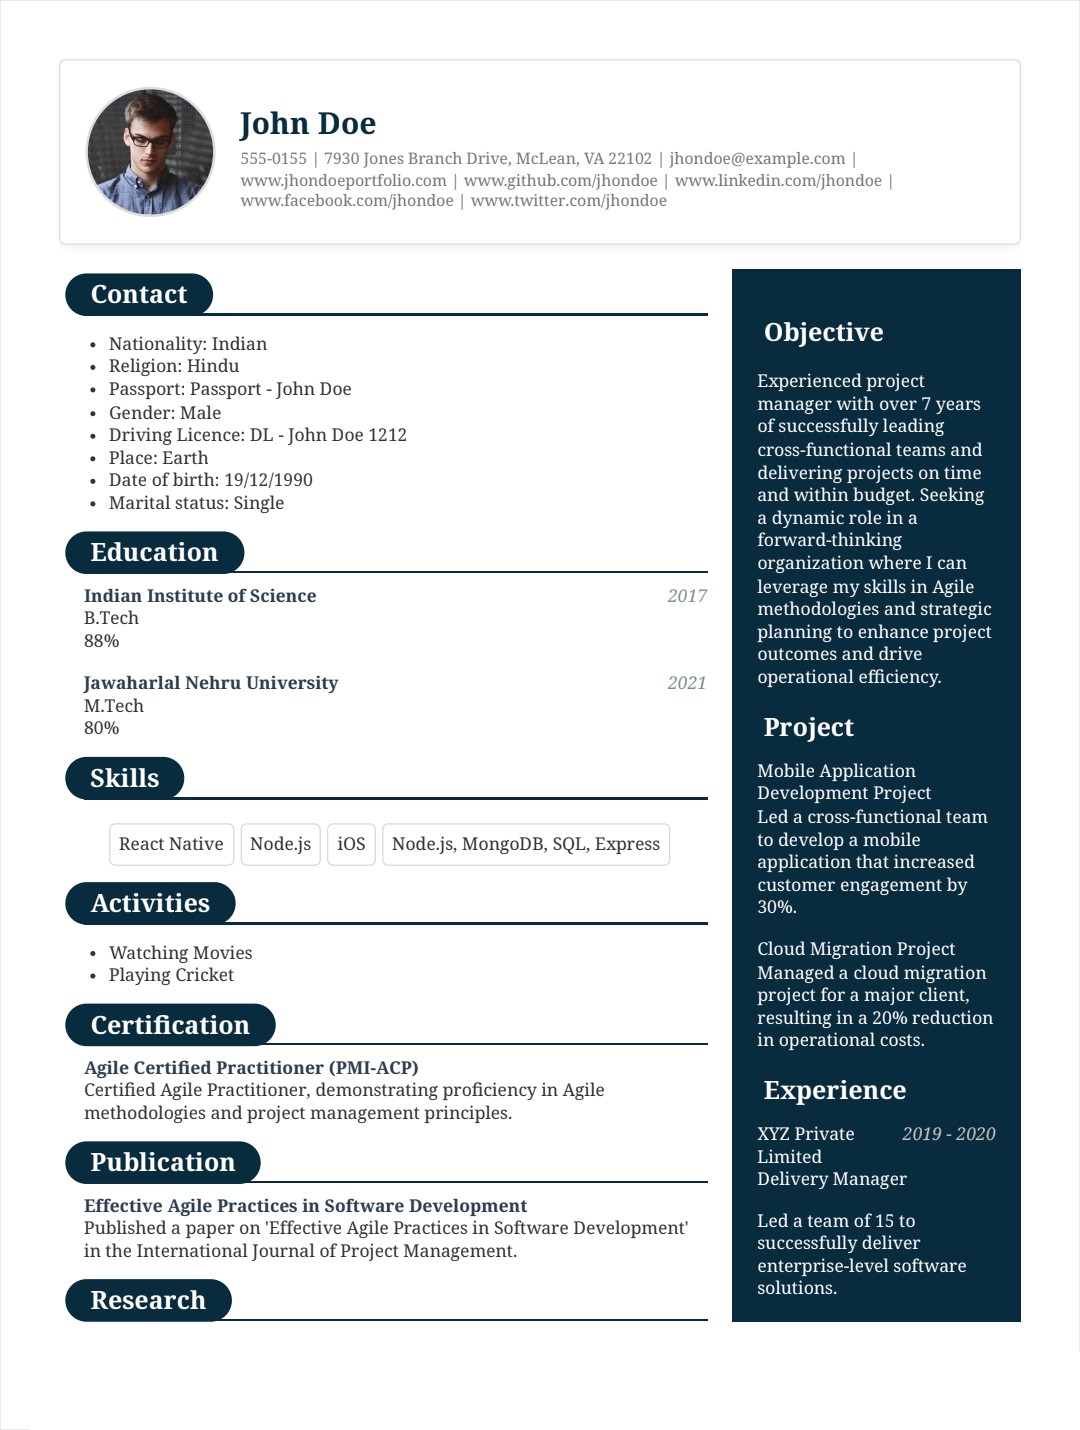 John Doe
555-0155 | 7930 Jones Branch Drive, McLean, VA 22102 | jhondoe@example.com |
www.jhondoeportfolio.com | www.github.com/jhondoe | www.linkedin.com/jhondoe |
www.facebook.com/jhondoe | www.twitter.com/jhondoe
Contact
• Nationality: Indian
• Religion: Hindu
• Passport: Passport - John Doe
• Gender: Male
• Driving Licence: DL - John Doe 1212
• Place: Earth
• Date of birth: 19/12/1990
• Marital status: Single
Education
Indian Institute of Science 2017
B.Tech
88%
Jawaharlal Nehru University 2021
M.Tech
80%
Skills
React Native Node.js iOS Node.js, MongoDB, SQL, Express
Activities
• Watching Movies
• Playing Cricket
Certification
Agile Certified Practitioner (PMI-ACP)
Certified Agile Practitioner, demonstrating proficiency in Agile
methodologies and project management principles.
Publication
Effective Agile Practices in Software Development
Published a paper on 'Effective Agile Practices in Software Development'
in the International Journal of Project Management.
Research
Objective
Experienced project
manager with over 7 years
of successfully leading
cross-functional teams and
delivering projects on time
and within budget. Seeking
a dynamic role in a
forward-thinking
organization where I can
leverage my skills in Agile
methodologies and strategic
planning to enhance project
outcomes and drive
operational efficiency.
Project
Mobile Application
Development Project
Led a cross-functional team
to develop a mobile
application that increased
customer engagement by
30%.
Cloud Migration Project
Managed a cloud migration
project for a major client,
resulting in a 20% reduction
in operational costs.
Experience
XYZ Private 2019 - 2020
Limited
Delivery Manager
Led a team of 15 to
successfully deliver
enterprise-level software
solutions.